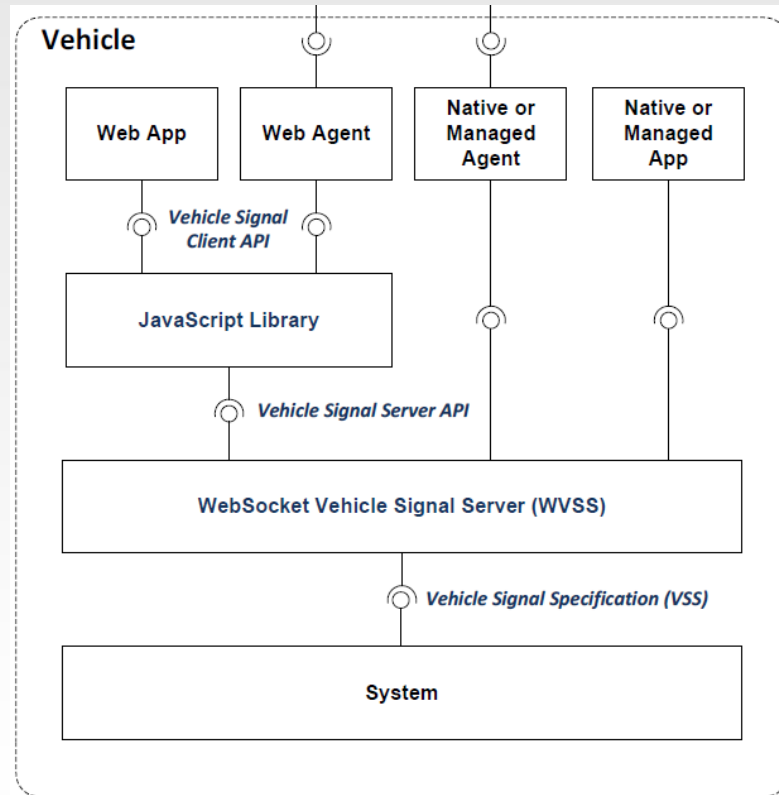 Vehicle
Web App
Web Agent
Native or
Managed
Agent
Native or
Managed
App
Vehicle Signal
Client API
JavaScript Library
Vehicle Signal Server API
WebSocket Vehicle Signal Server (WVSS)
Vehicle Signal Specification (VSS)
System